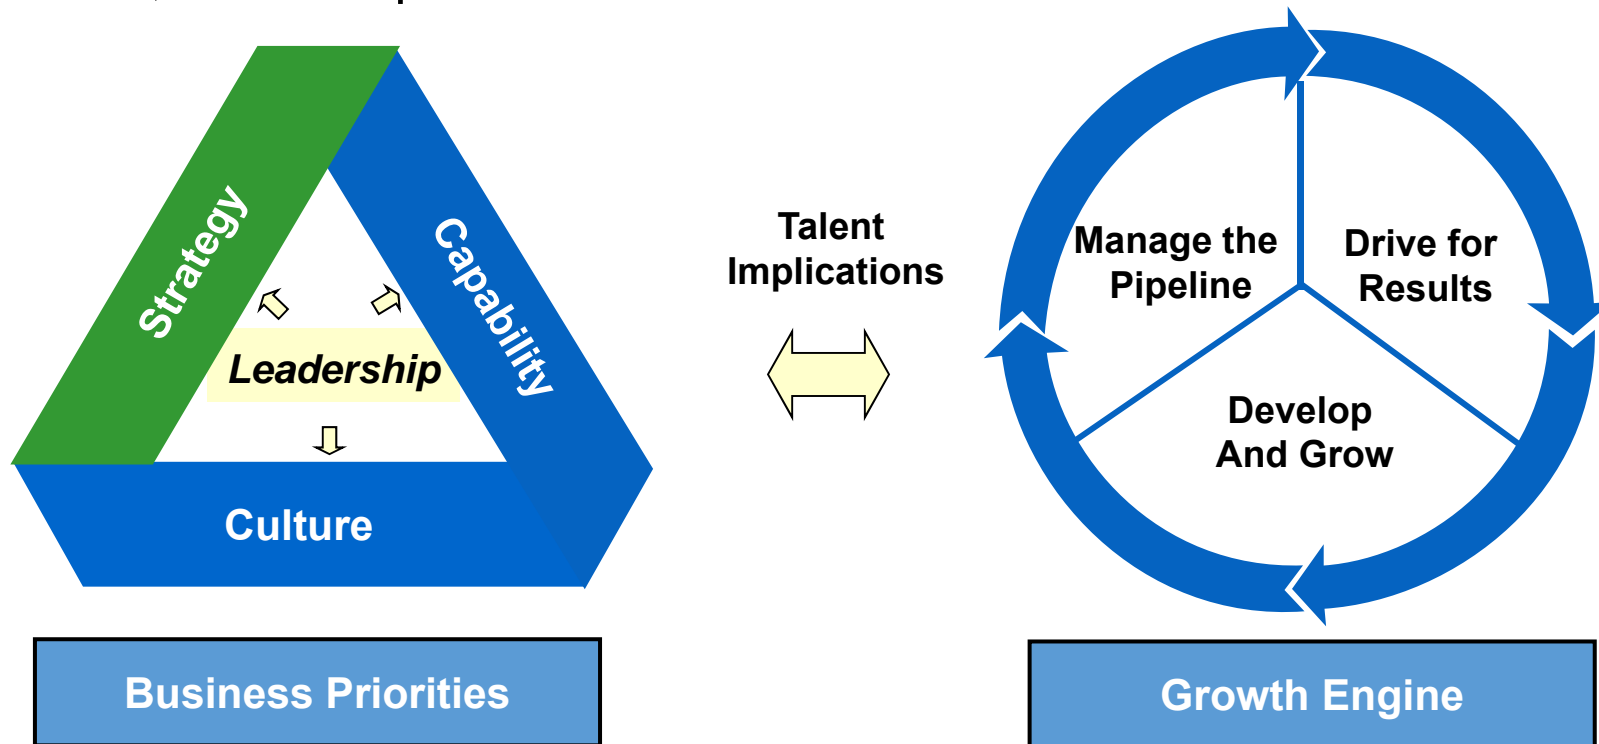 Strategy
Capability
Leadership
Culture
Business Priorities
Talent
Implications
Manage the
Pipeline
Drive for
Results
Develop
And Grow
Growth Engine